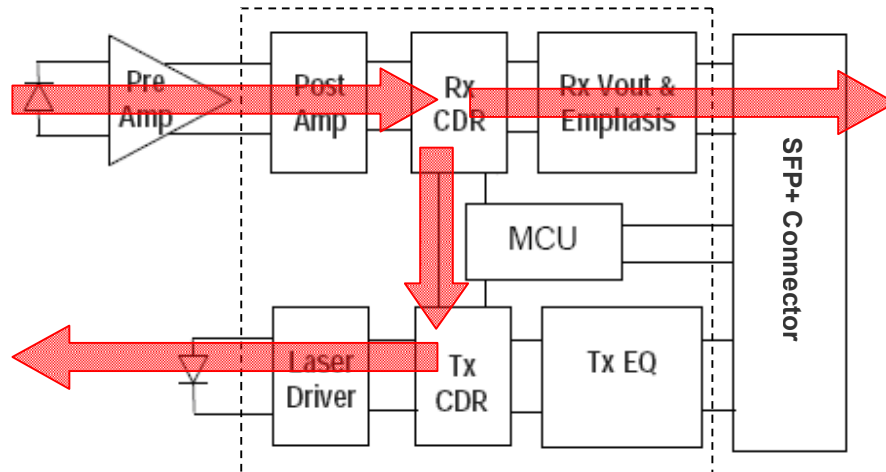 Pre
Amp
Post
Amp
Rx
CDR
Rx Vout &
Emphasis
SFP+ Connector
MCU
Laser
Driver
Tx
CDR
Tx EQ